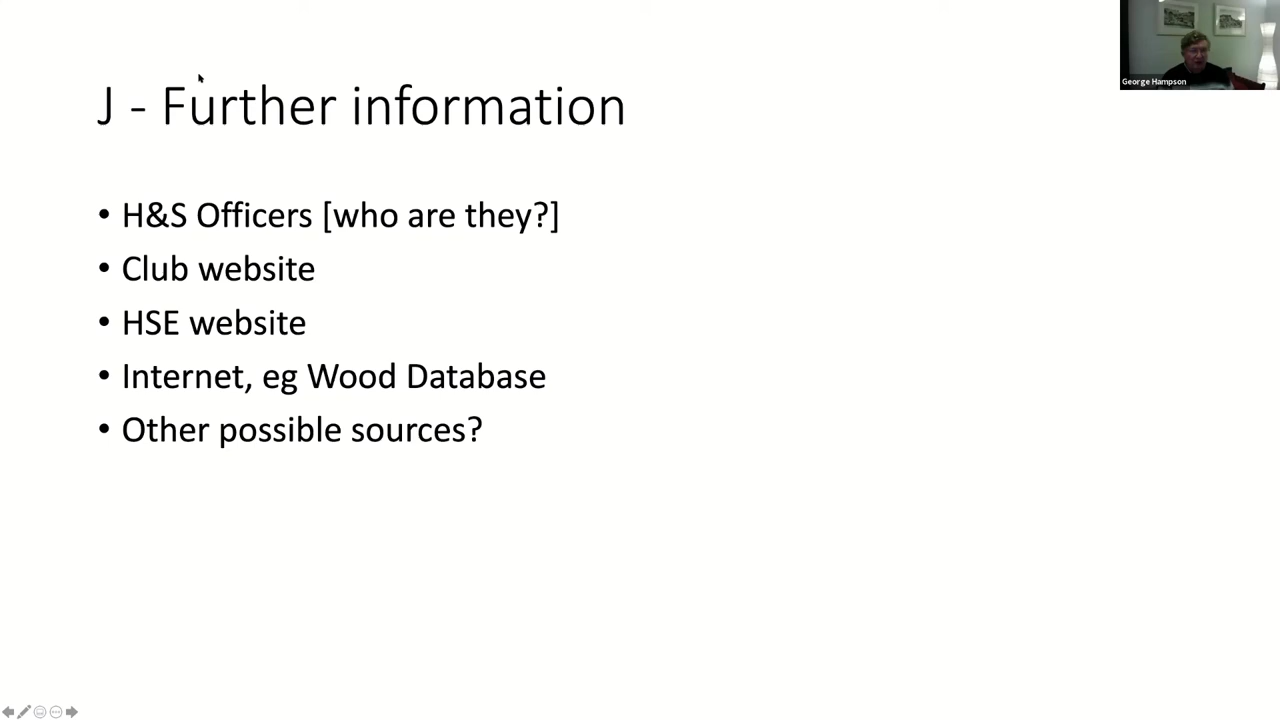 George Hampson
J - Further information
• H&S Officers [who are they?]
• Club website
• HSE website
• Internet, eg Wood Database
• Other possible sources?